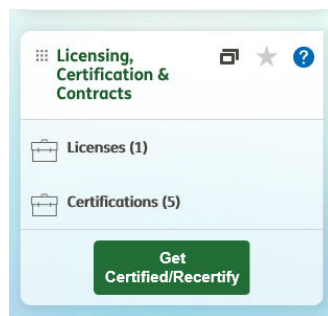 Licensing,
Certification &
Contracts
?
Licenses (1)
Certifications (5)
Get
Certified/Recertify